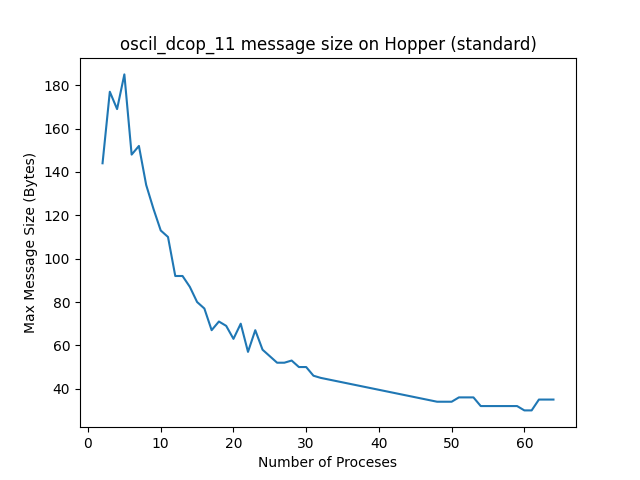 oscil_dcop_11 message size on Hopper (standard)
Max Message Size (Bytes)
180
160
140
120
100
80
60
40
0 10 20 30 40 50 60
Number of Proceses